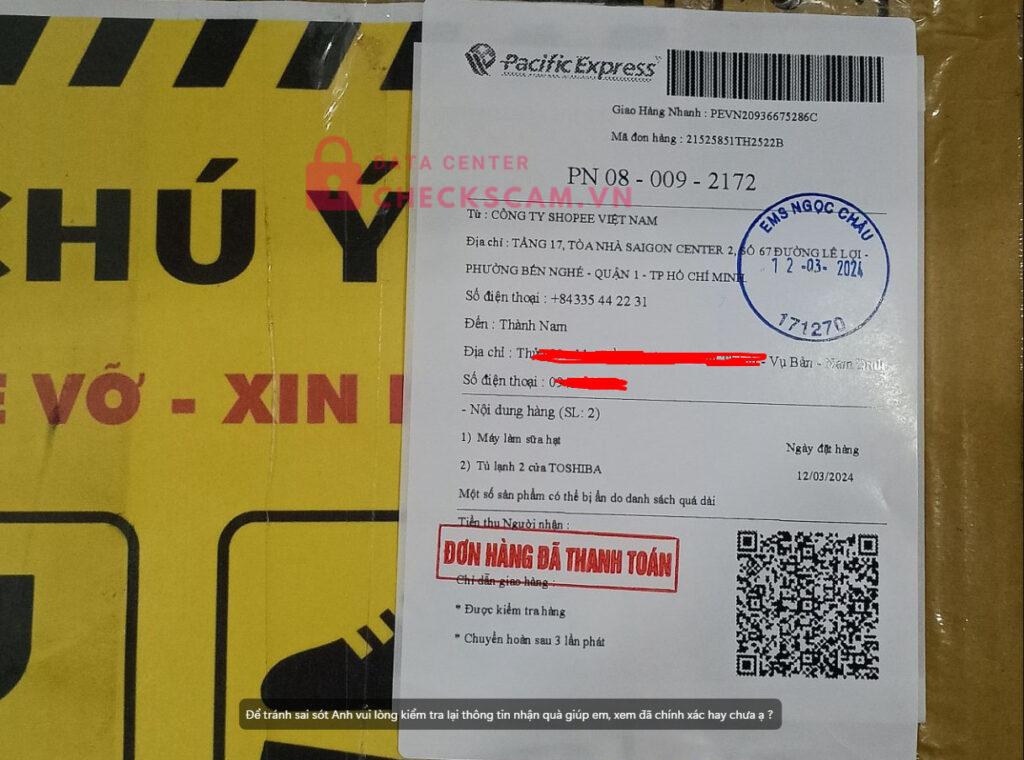 CHÚ Ý
VỠ - XIN
Pacific Express
Giao Hàng Nhanh : PEVN20936675286C
Mã đơn hàng : 21525851TH2522B
DATA CENTER
CHECKSCAM.VN
PN 08 - 009 - 2172
Từ : CÔNG TY SHOPEE VIỆT NAM
Địa chỉ : TẦNG 17, TÒA NHÀ SAIGON CENTER 2, SỐ 67 ĐƯỜNG LÊ LỢI -
PHƯỜNG BẾN NGHÉ - QUẬN 1 - TP HỒ CHÍ MINH
EMS NGỌC CHÂU
12-03-2024
171270
Số điện thoại : +84335 44 22 31
Đến : Thành Nam
Địa chỉ : - Vụ Bản - Nam Định
Số điện thoại :
- Nội dung hàng (SL: 2)
1) Máy làm sữa hạt
2) Tủ lạnh 2 cửa TOSHIBA
Một số sản phẩm có thể bị ẩn do danh sách quá dài
Ngày đặt hàng
12/03/2024
Tiền thu Người nhận :
ĐƠN HÀNG ĐÃ THANH TOÁN
Chỉ dẫn giao hàng :
* Được kiểm tra hàng
* Chuyển hoàn sau 3 lần phát
Để tránh sai sót Anh vui lòng kiểm tra lại thông tin nhận quà giúp em, xem đã chính xác hay chưa ạ ?